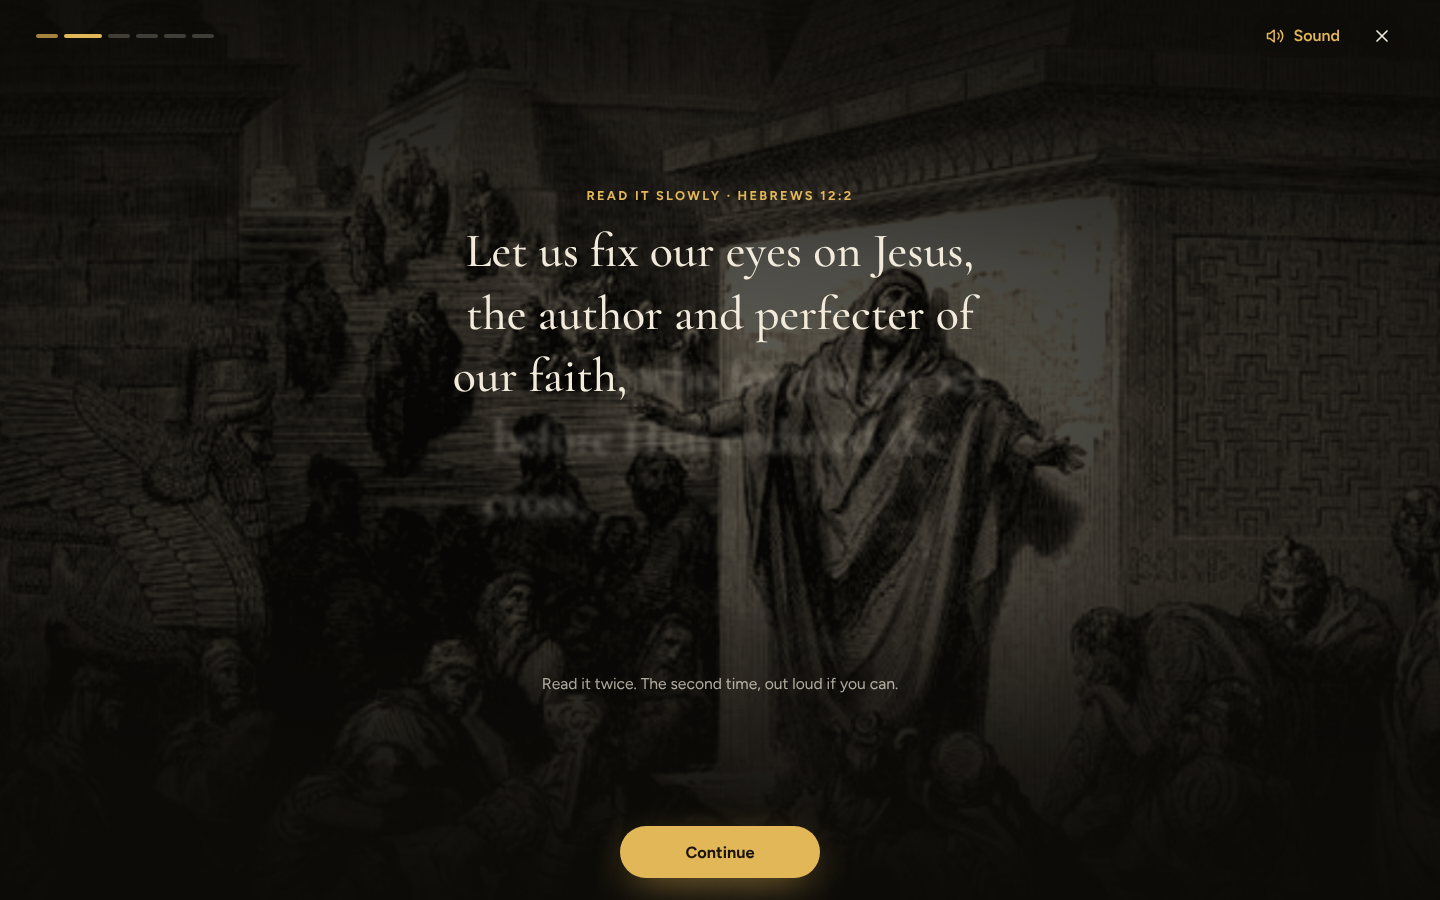 Sound
READ IT SLOWLY · HEBREWS 12:2
Let us fix our eyes on Jesus,
the author and perfecter of
our faith,
cross,
Read it twice. The second time, out loud if you can.
Continue